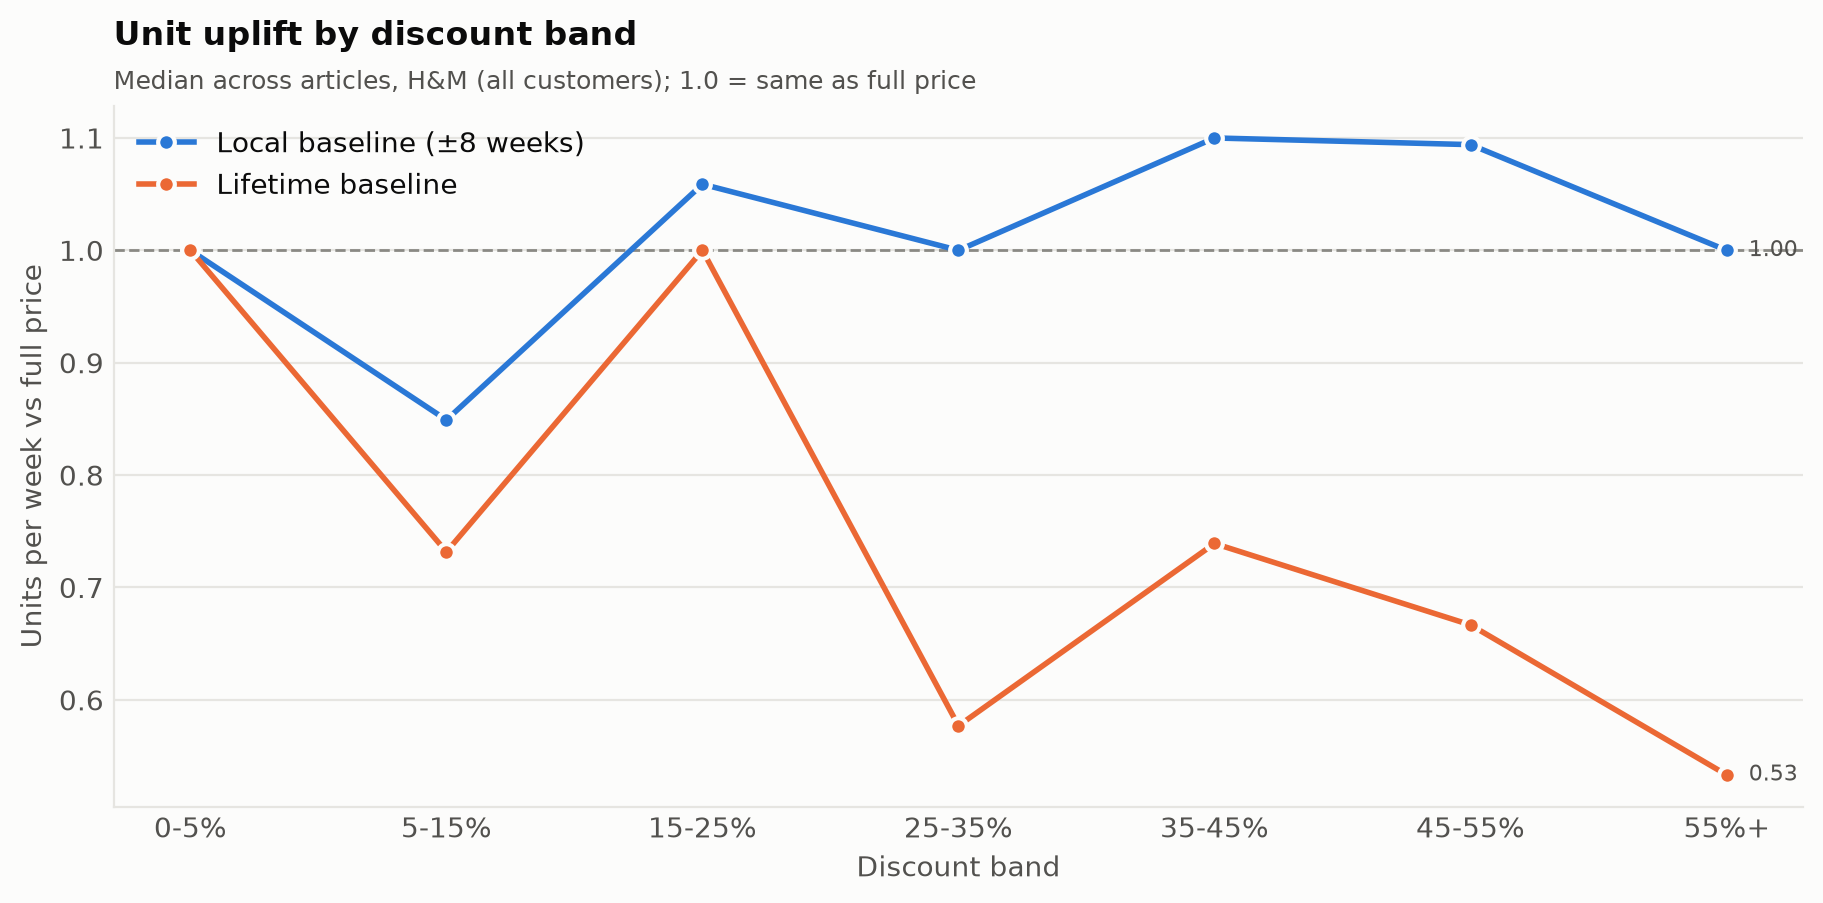 Unit uplift by discount band
Median across articles, H&M (all customers); 1.0 = same as full price
Local baseline (±8 weeks)
Lifetime baseline
Units per week vs full price
1.1
1.0
0.9
0.8
0.7
0.6
1.00
0.53
0-5%
5-15%
15-25%
25-35%
35-45%
45-55%
55%+
Discount band